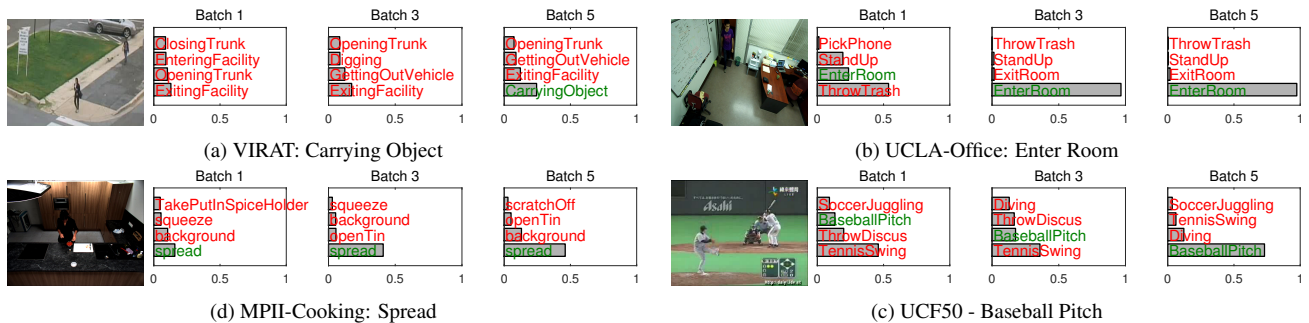 Batch 1
ClosingTrunk
EnteringFacility
OpeningTrunk
ExitingFacility
0 0.5 1
Batch 3
OpeningTrunk
Digging
GettingOutVehicle
ExitingFacility
0 0.5 1
Batch 5
OpeningTrunk
GettingOutVehicle
ExitingFacility
CarryingObject
0 0.5 1
(a) VIRAT: Carrying Object
Batch 1
PickPhone
StandUp
EnterRoom
ThrowTrash
0 0.5 1
Batch 3
ThrowTrash
StandUp
ExitRoom
EnterRoom
0 0.5 1
Batch 5
ThrowTrash
StandUp
ExitRoom
EnterRoom
0 0.5 1
(b) UCLA-Office: Enter Room
Batch 1
TakePutInSpiceHolder
squeeze
background
spread
0 0.5 1
Batch 3
squeeze
background
openTin
spread
0 0.5 1
Batch 5
scratchOff
openTin
background
spread
0 0.5 1
(d) MPII-Cooking: Spread
Asahi
Batch 1
SoccerJuggling
BaseballPitch
ThrowDiscus
TennisSwing
0 0.5 1
Batch 3
Diving
ThrowDiscus
BaseballPitch
TennisSwing
0 0.5 1
Batch 5
SoccerJuggling
TennisSwing
Diving
BaseballPitch
0 0.5 1
(c) UCF50 - Baseball Pitch